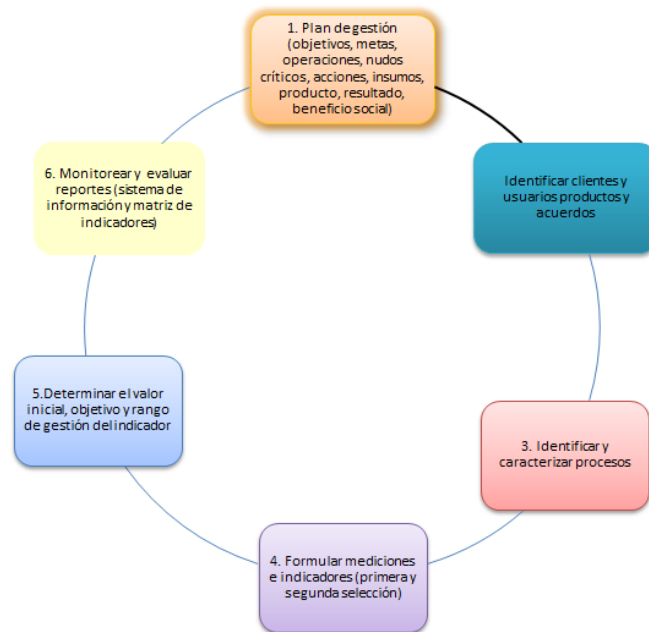 1. Plan de gestión
(objetivos, metas,
operaciones, nudos
críticos, acciones, insumos,
producto, resultado,
beneficio social)
Identificar clientes y
usuarios productos y
acuerdos
3. Identificar y
caracterizar procesos
4. Formular mediciones
e indicadores (primera y
segunda selección)
5.Determinar el valor
inicial, objetivo y rango
de gestión del indicador
6. Monitorear y evaluar
reportes (sistema de
información y matriz de
indicadores)